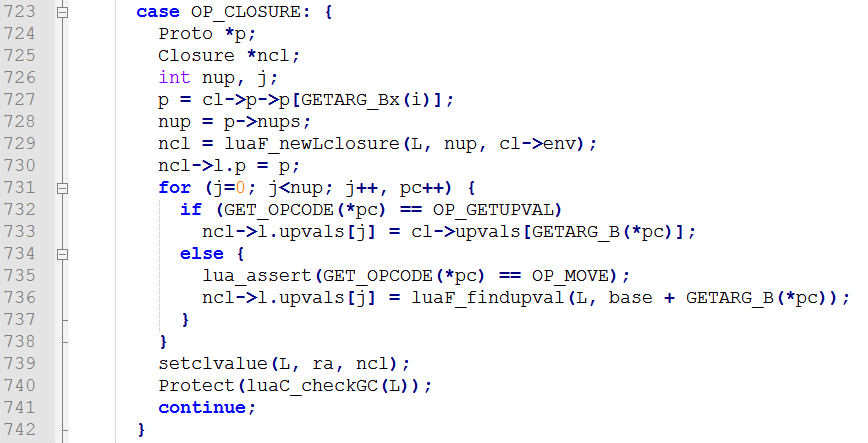 723 case OP_CLOSURE: {
724 Proto *p;
725 Closure *ncl;
726 int nup, j;
727 p = cl->p->p[GETARG_Bx(i)];
728 nup = p->nups;
729 ncl = luaF_newLclosure(L, nup, cl->env);
730 ncl->l.p = p;
731 for (j=0; j<nup; j++, pc++) {
732 if (GET_OPCODE(*pc) == OP_GETUPVAL)
733 ncl->l.upvals[j] = cl->upvals[GETARG_B(*pc)];
734 else {
735 lua_assert(GET_OPCODE(*pc) == OP_MOVE);
736 ncl->l.upvals[j] = luaF_findupval(L, base + GETARG_B(*pc));
737 }
738 }
739 setclvalue(L, ra, ncl);
740 Protect(luaC_checkGC(L));
741 continue;
742 }